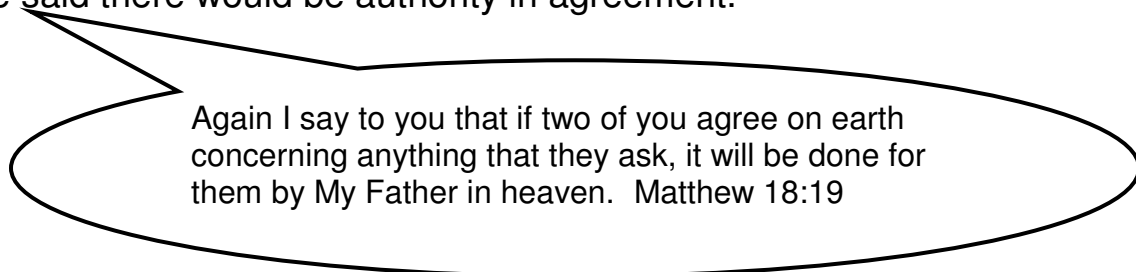 said there would be authority in agreement.
Again I say to you that if two of you agree on earth
concerning anything that they ask, it will be done for
them by My Father in heaven.  Matthew 18:19